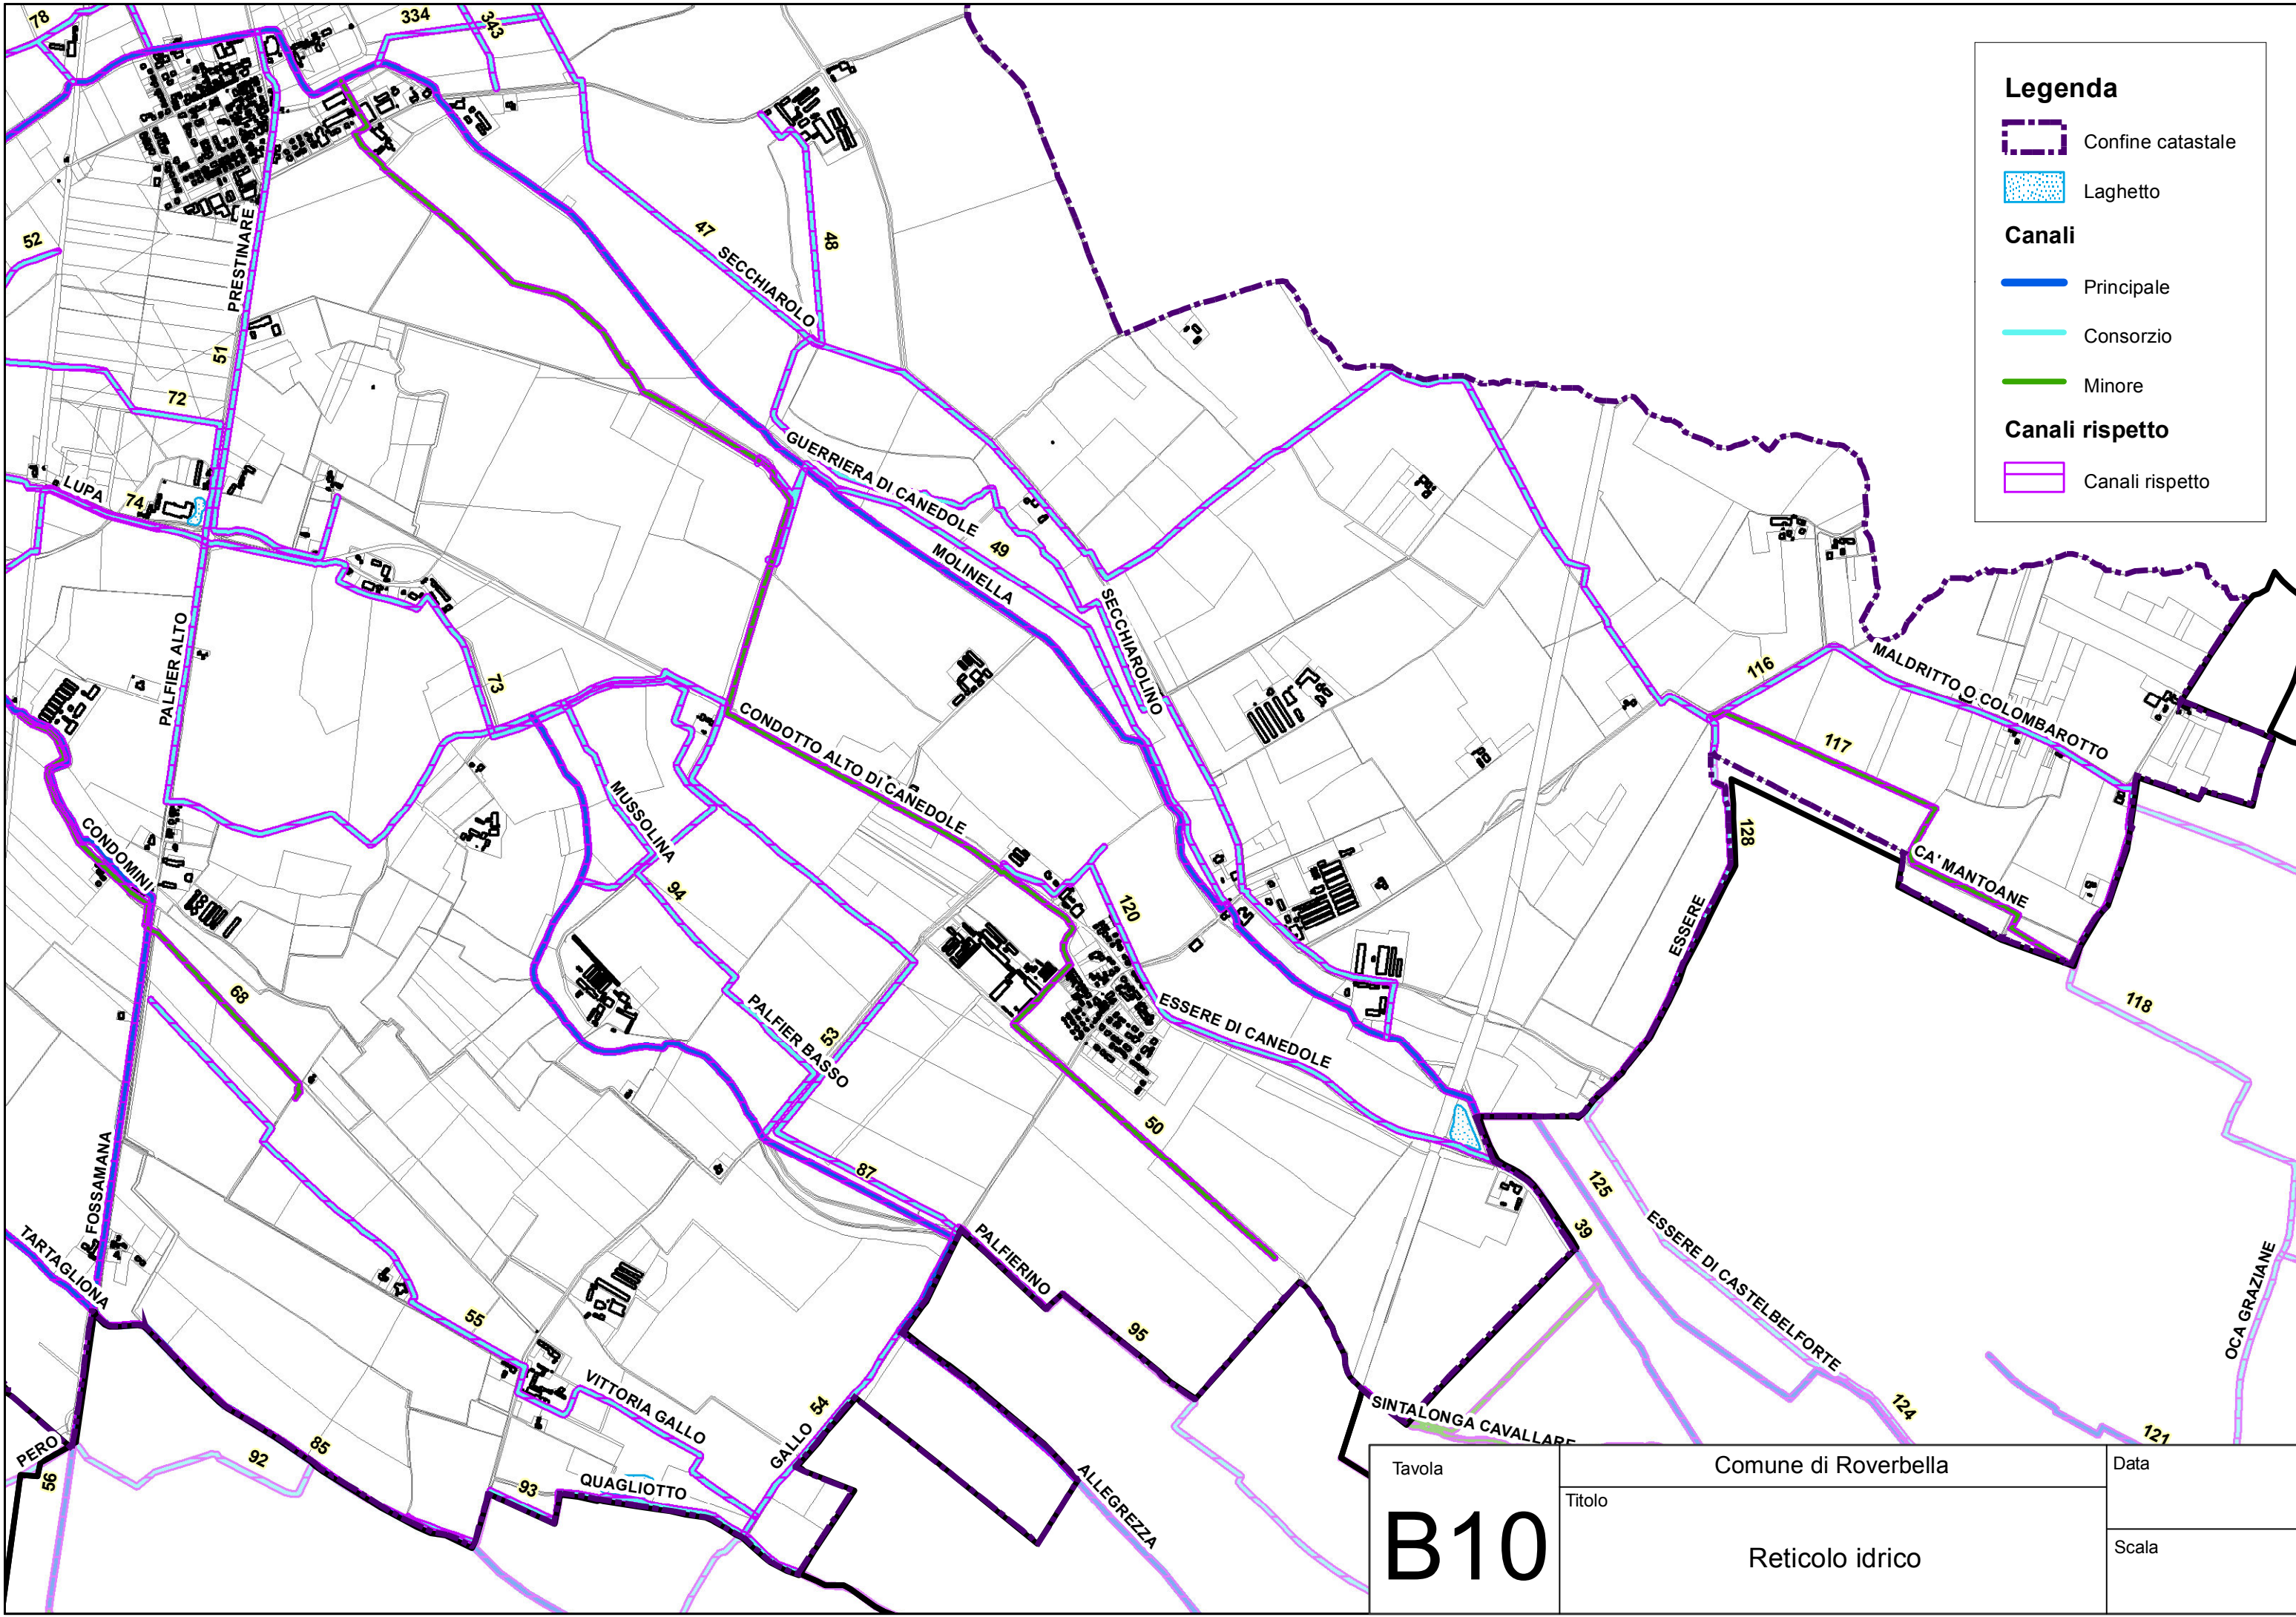 78
334
343
Legenda
Confine catastale
Laghetto
Canali
Principale
Consorzio
Minore
Canali rispetto
Canali rispetto
52
PRESTINARE
47
SECCHIAROLO
48
51
72
LUPA
74
GUERRIERA DI CANEDOLE
49
MOLINELLA
SECCHIAROLINO
PALFIER ALTO
73
116
MALDRITTO O COLOMBAROTTO
117
CONDOTTO ALTO DI CANEDOLE
MUSSOLINA
CONDOMINI
128
CA' MANTOANE
94
120
ESSERE
68
PALFIER BASSO
53
ESSERE DI CANEDOLE
118
50
FOSSAMANA
87
125
39
ESSERE DI CASTELBELFORTE
TARTAGLIONA
PALFIERINO
OCA GRAZIANE
55
95
VITTORIA GALLO
GALLO
54
SINTALONGA CAVALLARE
124
121
PERO
56
92
85
93
QUAGLIOTTO
ALLEGREZZA
Tavola
B10
Comune di Roverbella
Titolo
Reticolo idrico
Data
Scala